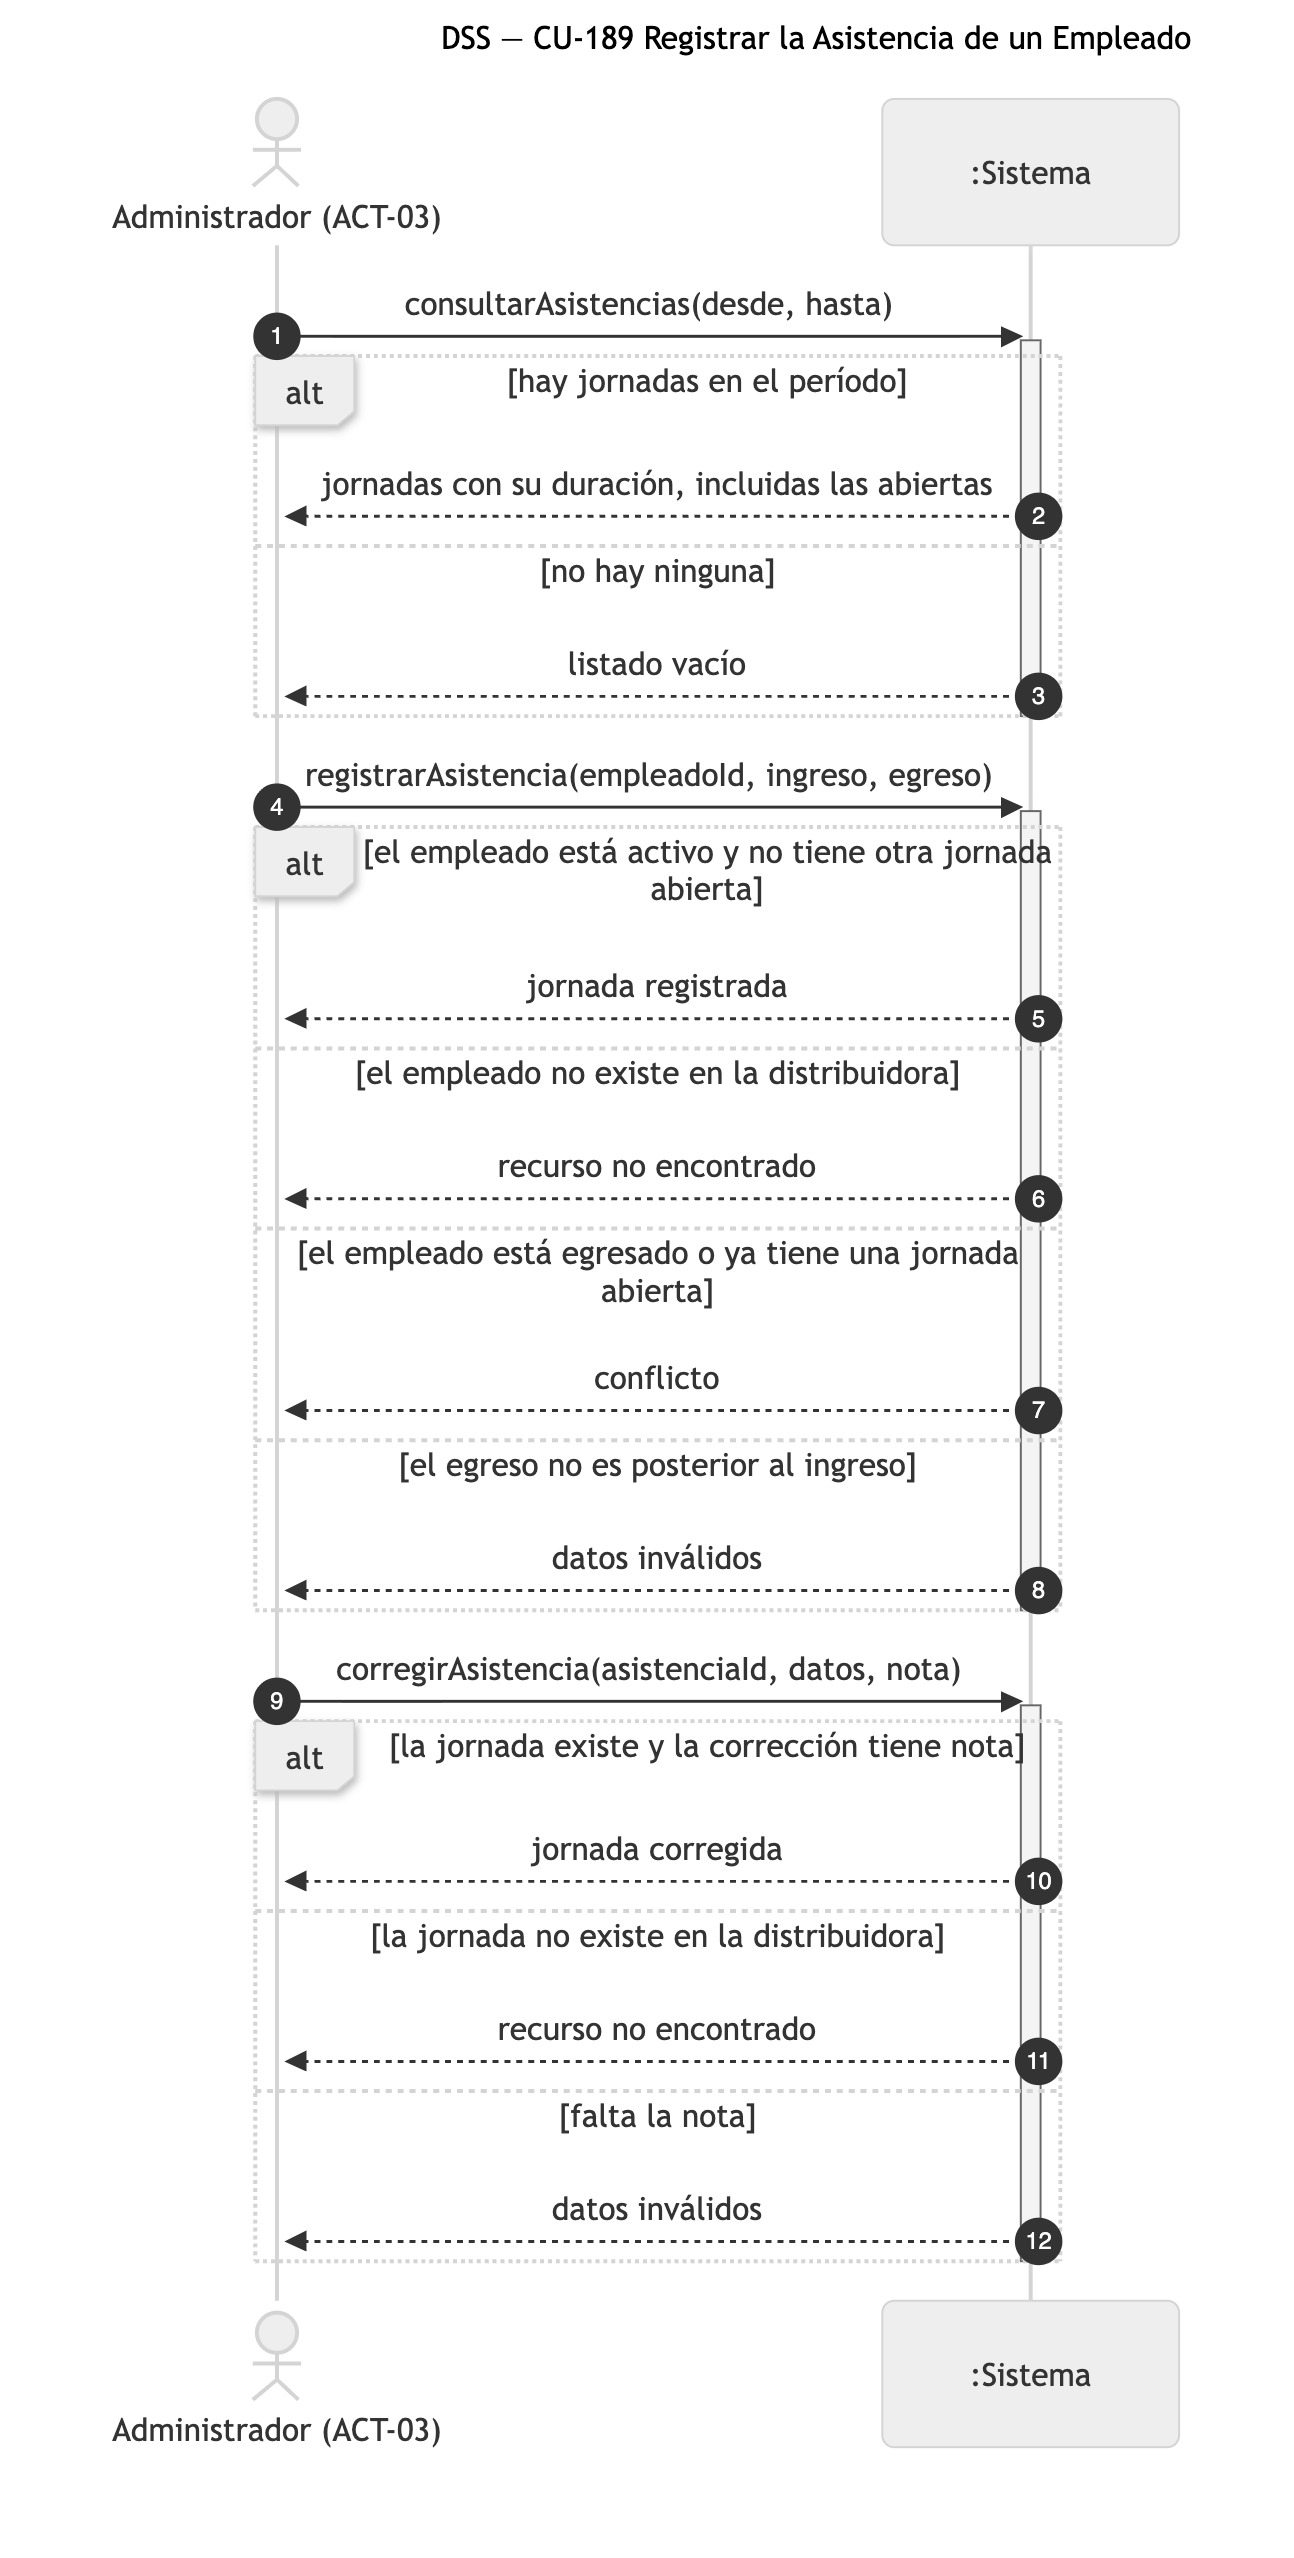 DSS — CU-189 Registrar la Asistencia de un Empleado
Administrador (ACT-03)
:Sistema
consultarAsistencias(desde, hasta)
1
alt
[hay jornadas en el período]
jornadas con su duración, incluidas las abiertas
2
[no hay ninguna]
listado vacío
3
registrarAsistencia(empleadoId, ingreso, egreso)
4
alt
[el empleado está activo y no tiene otra jornada
abierta]
jornada registrada
5
[el empleado no existe en la distribuidora]
recurso no encontrado
6
[el empleado está egresado o ya tiene una jornada
abierta]
conflicto
7
[el egreso no es posterior al ingreso]
datos inválidos
8
corregirAsistencia(asistenciaId, datos, nota)
9
alt
[la jornada existe y la corrección tiene nota]
jornada corregida
10
[la jornada no existe en la distribuidora]
recurso no encontrado
11
[falta la nota]
datos inválidos
12
:Sistema
Administrador (ACT-03)